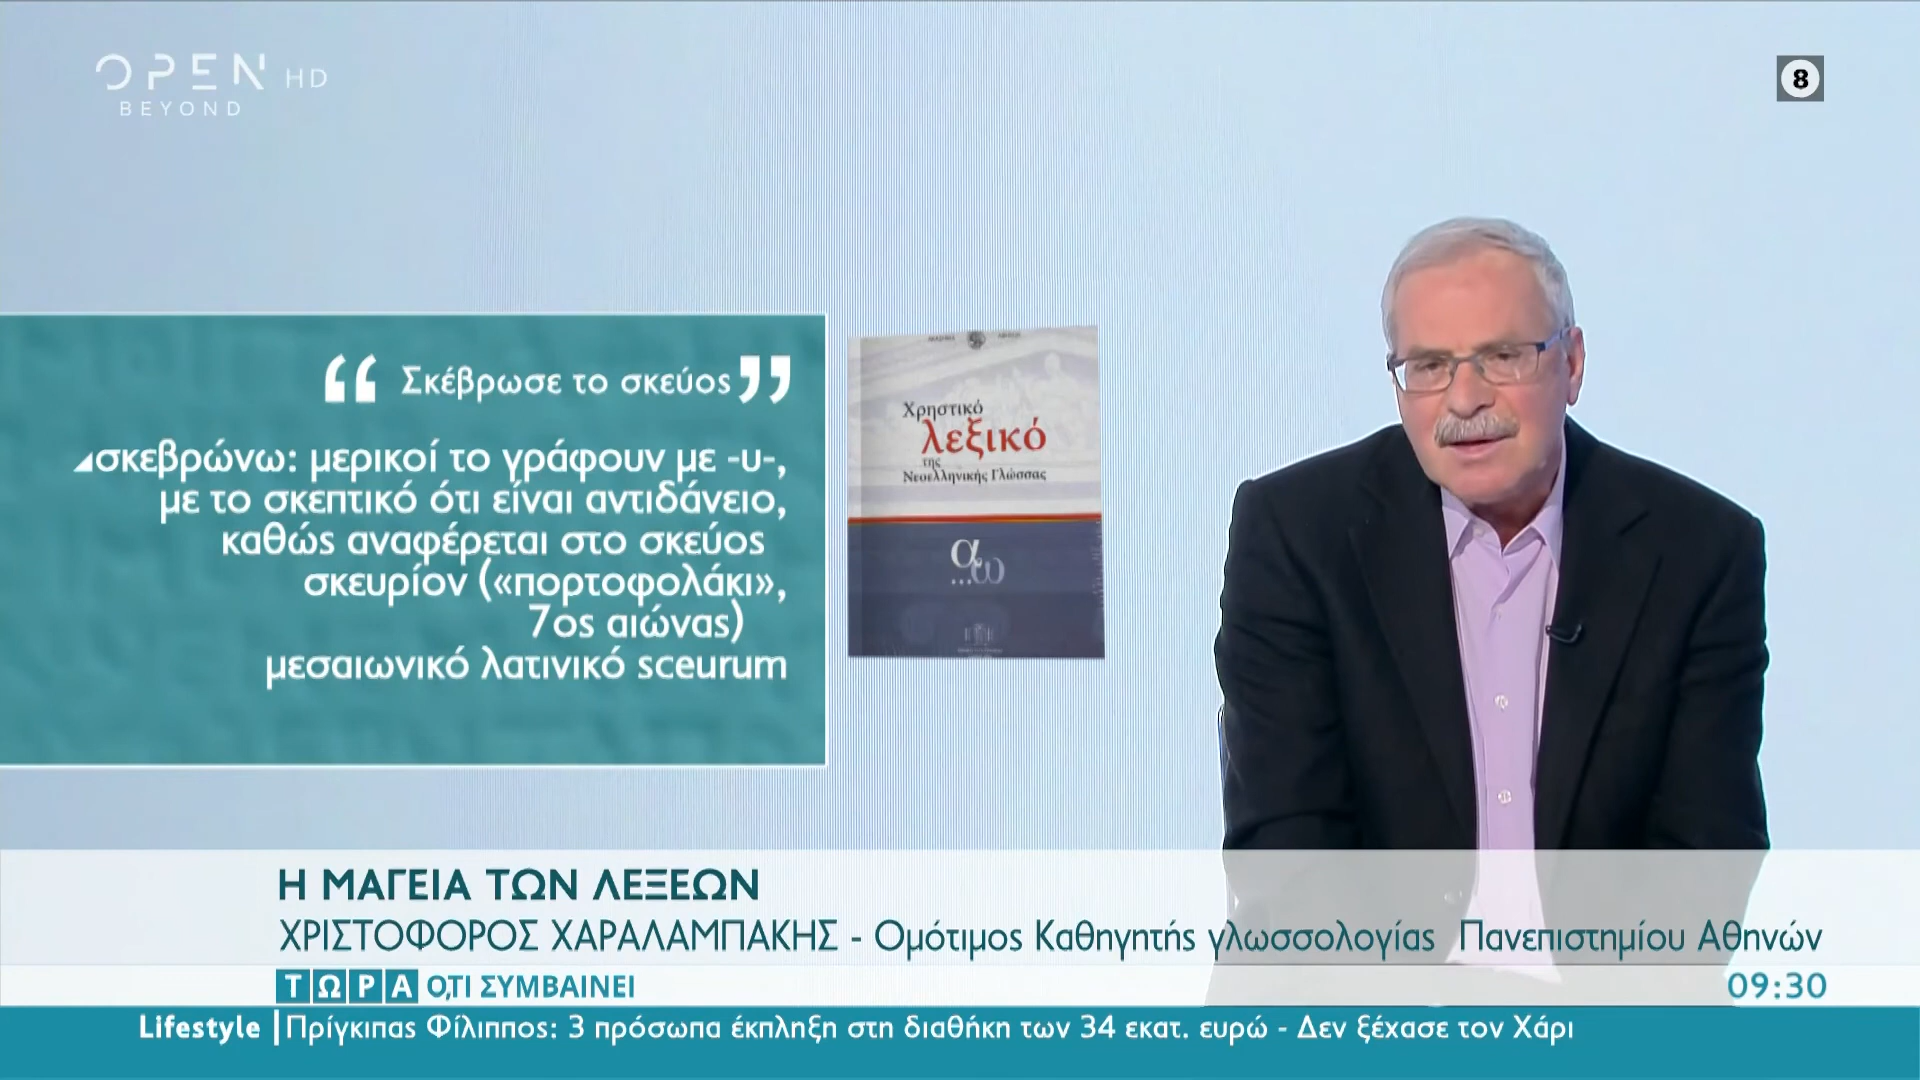 OPEN HD
BEYOND
8
“ Σκέβρωσε το σκεύος ”
σκεβρώνω: μερικοί το γράφουν με -υ-,
με το σκεπτικό ότι είναι αντιδάνειο,
καθώς αναφέρεται στο σκεύος
σκευρίον («πορτοφολάκι»,
7ος αιώνας)
μεσαιωνικό λατινικό sceurum
Χρηστικό
λεξικό
της
Νεοελληνικής Γλώσσας
α
...ω
Η ΜΑΓΕΙΑ ΤΩΝ ΛΕΞΕΩΝ
ΧΡΙΣΤΟΦΟΡΟΣ ΧΑΡΑΛΑΜΠΑΚΗΣ - Ομότιμος Καθηγητής γλωσσολογίας Πανεπιστημίου Αθηνών
ΤΩΡΑ Ο,ΤΙ ΣΥΜΒΑΙΝΕΙ 09:30
Lifestyle | Πρίγκιπας Φίλιππος: 3 πρόσωπα έκπληξη στη διαθήκη των 34 εκατ. ευρώ - Δεν ξέχασε τον Χάρι